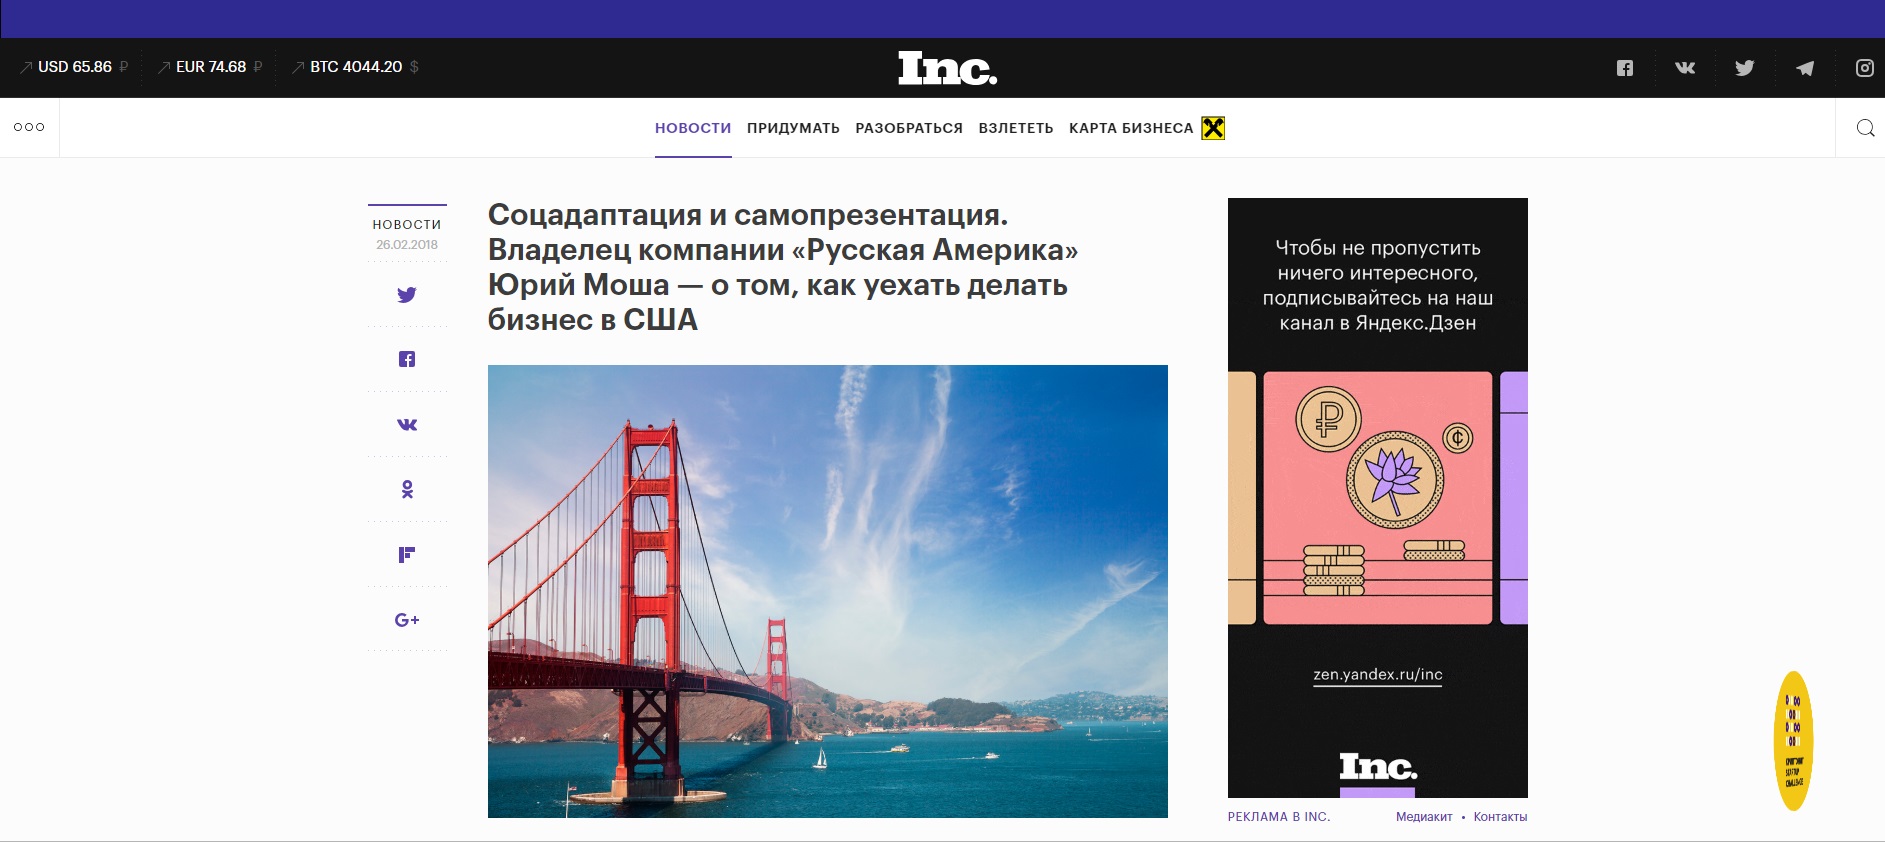 USD 65.86 ₽
EUR 74.68 ₽
BTC 4044.20 $
Inc.
НОВОСТИ
ПРИДУМАТЬ
РАЗОБРАТЬСЯ
ВЗЛЕТЕТЬ
КАРТА БИЗНЕСА
НОВОСТИ
26.02.2018
G+
Соцадаптация и самопрезентация.
Владелец компании «Русская Америка»
Юрий Моша — о том, как уехать делать
бизнес в США
Чтобы не пропустить
ничего интересного,
подписывайтесь на наш
канал в Яндекс.Дзен
₽
¢
zen.yandex.ru/inc
Inc.
РЕКЛАМА В INC.
Медиакит • Контакты